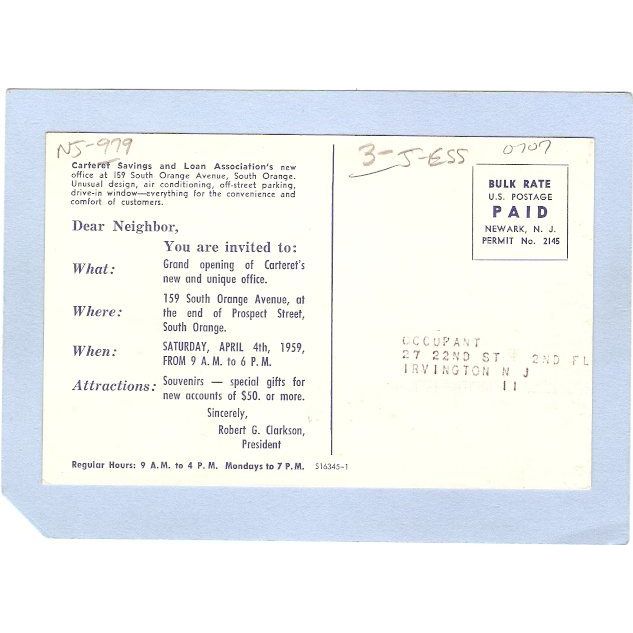 NJ-979
3-J-ESS
0707
Carteret Savings and Loan Association's new
office at 159 South Orange Avenue, South Orange.
Unusual design, air conditioning, off-street parking,
drive-in window—everything for the convenience and
comfort of customers.
Dear Neighbor,
You are invited to:
What: Grand opening of Carteret's
new and unique office.
Where: 159 South Orange Avenue, at
the end of Prospect Street,
South Orange.
When: SATURDAY, APRIL 4th, 1959,
FROM 9 A. M. to 6 P. M.
Attractions: Souvenirs — special gifts for
new accounts of $50. or more.
Sincerely,
Robert G. Clarkson,
President
Regular Hours: 9 A. M. to 4 P. M. Mondays to 7 P. M. S16345-1
BULK RATE
U. S. POSTAGE
PAID
NEWARK, N. J.
PERMIT No. 2145
OCCUPANT
27 22ND ST 2ND FL
IRVINGTON N J
11